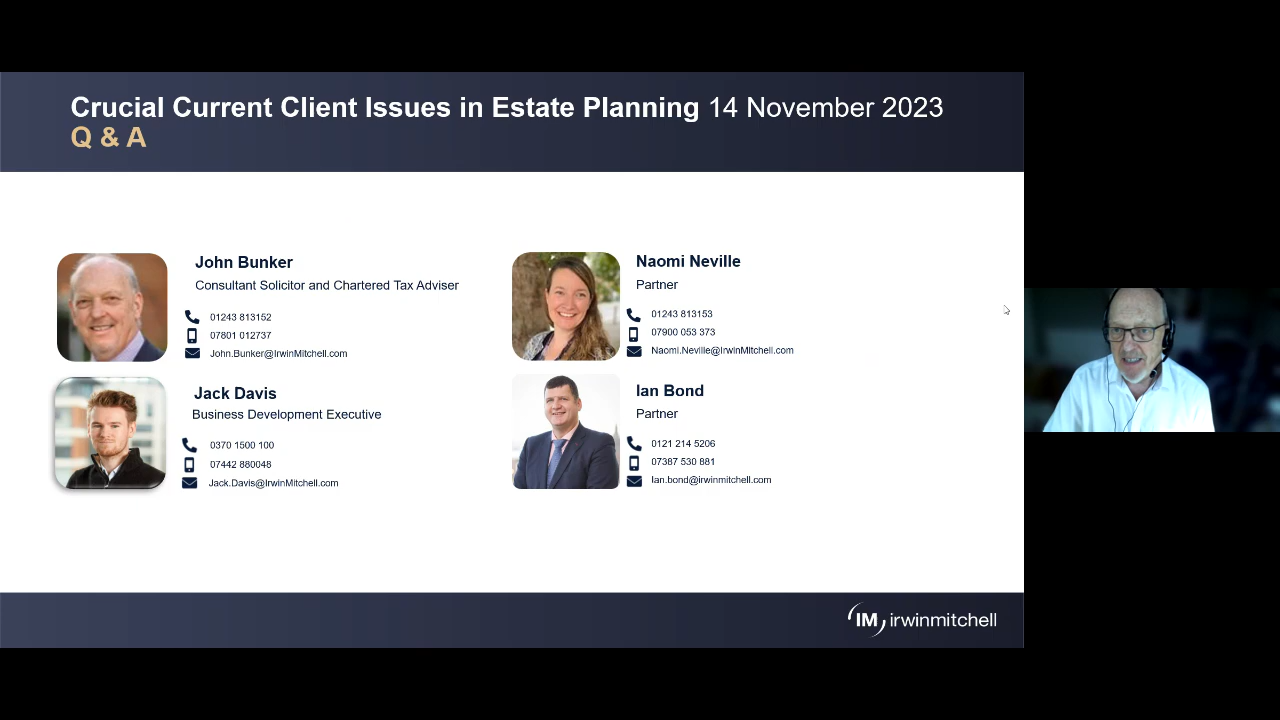 Crucial Current Client Issues in Estate Planning 14 November 2023
Q & A
John Bunker
Consultant Solicitor and Chartered Tax Adviser
01243 813152
07801 012737
John.Bunker@IrwinMitchell.com
Naomi Neville
Partner
01243 813153
07900 053 373
Naomi.Neville@IrwinMitchell.com
Jack Davis
Business Development Executive
0370 1500 100
07442 880048
Jack.Davis@IrwinMitchell.com
Ian Bond
Partner
0121 214 5206
07387 530 881
Ian.bond@irwinmitchell.com
IM irwinmitchell